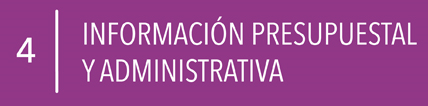 4
INFORMACIÓN PRESUPUESTAL
Y ADMINISTRATIVA